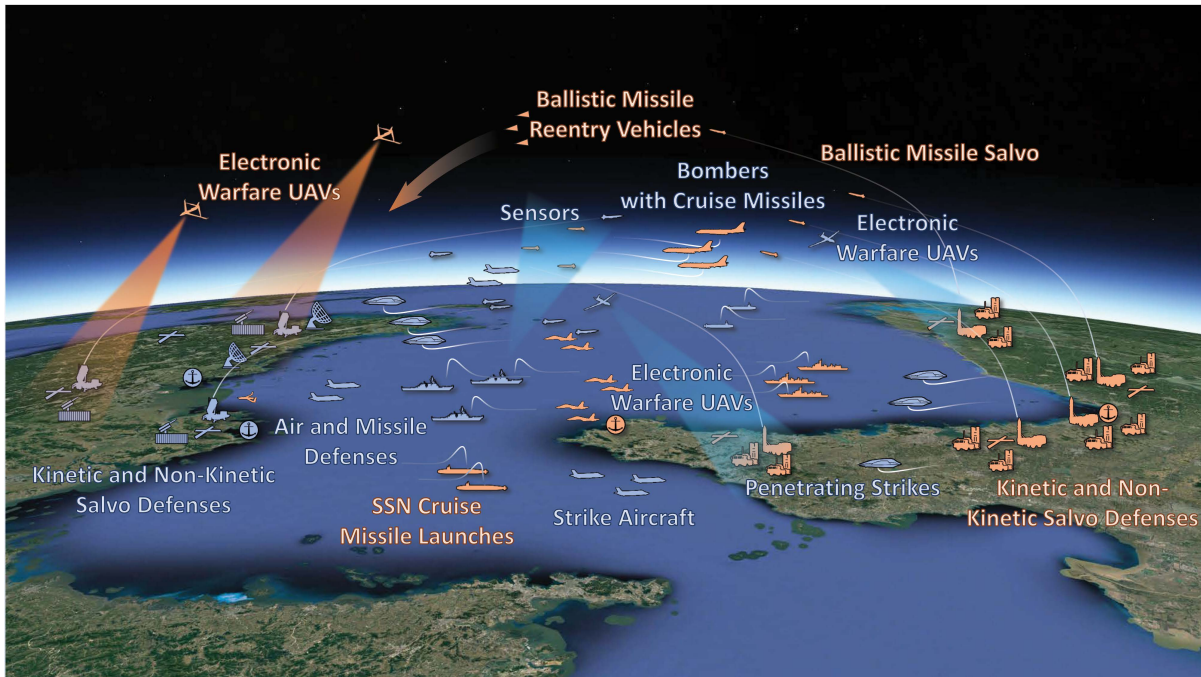 Ballistic Missile
Reentry Vehicles
Electronic
Warfare UAVs
Ballistic Missile Salvo
Bombers
with Cruise Missiles
Sensors
Electronic
Warfare UAVs
Electronic
Warfare UAVs
Air and Missile
Defenses
Kinetic and Non-Kinetic
Salvo Defenses
SSN Cruise
Missile Launches
Strike Aircraft
Penetrating Strikes
Kinetic and Non-
Kinetic Salvo Defenses